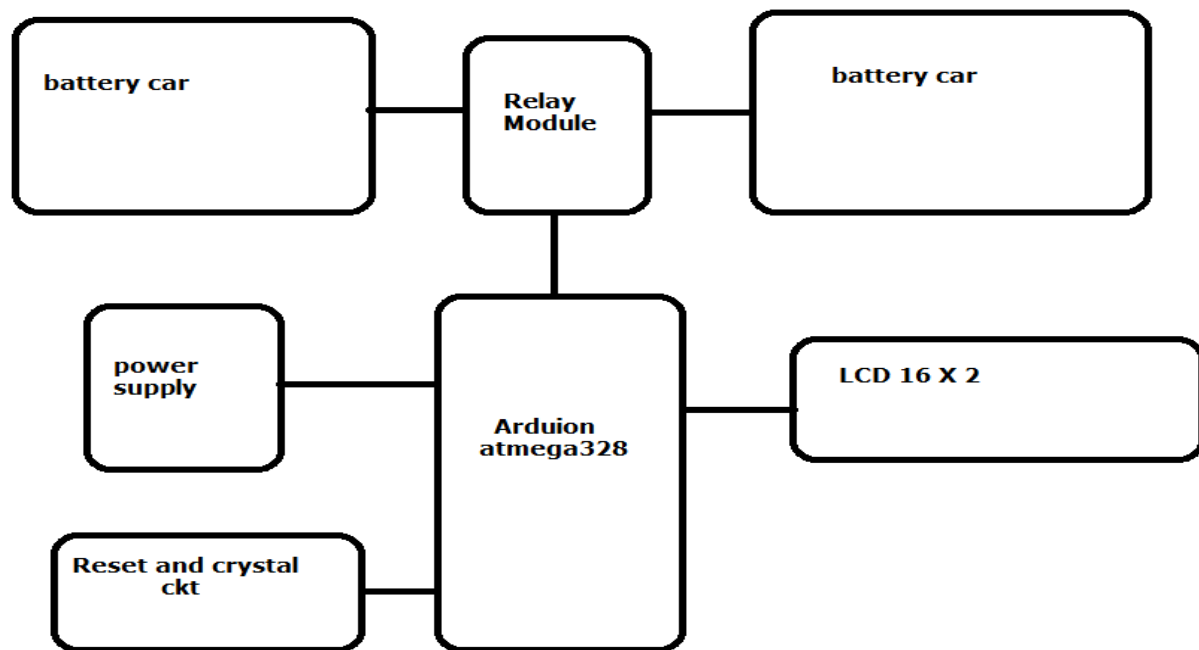 battery car
Relay
Module
battery car
power
supply
Arduion
atmega328
LCD 16 X 2
Reset and crystal
ckt